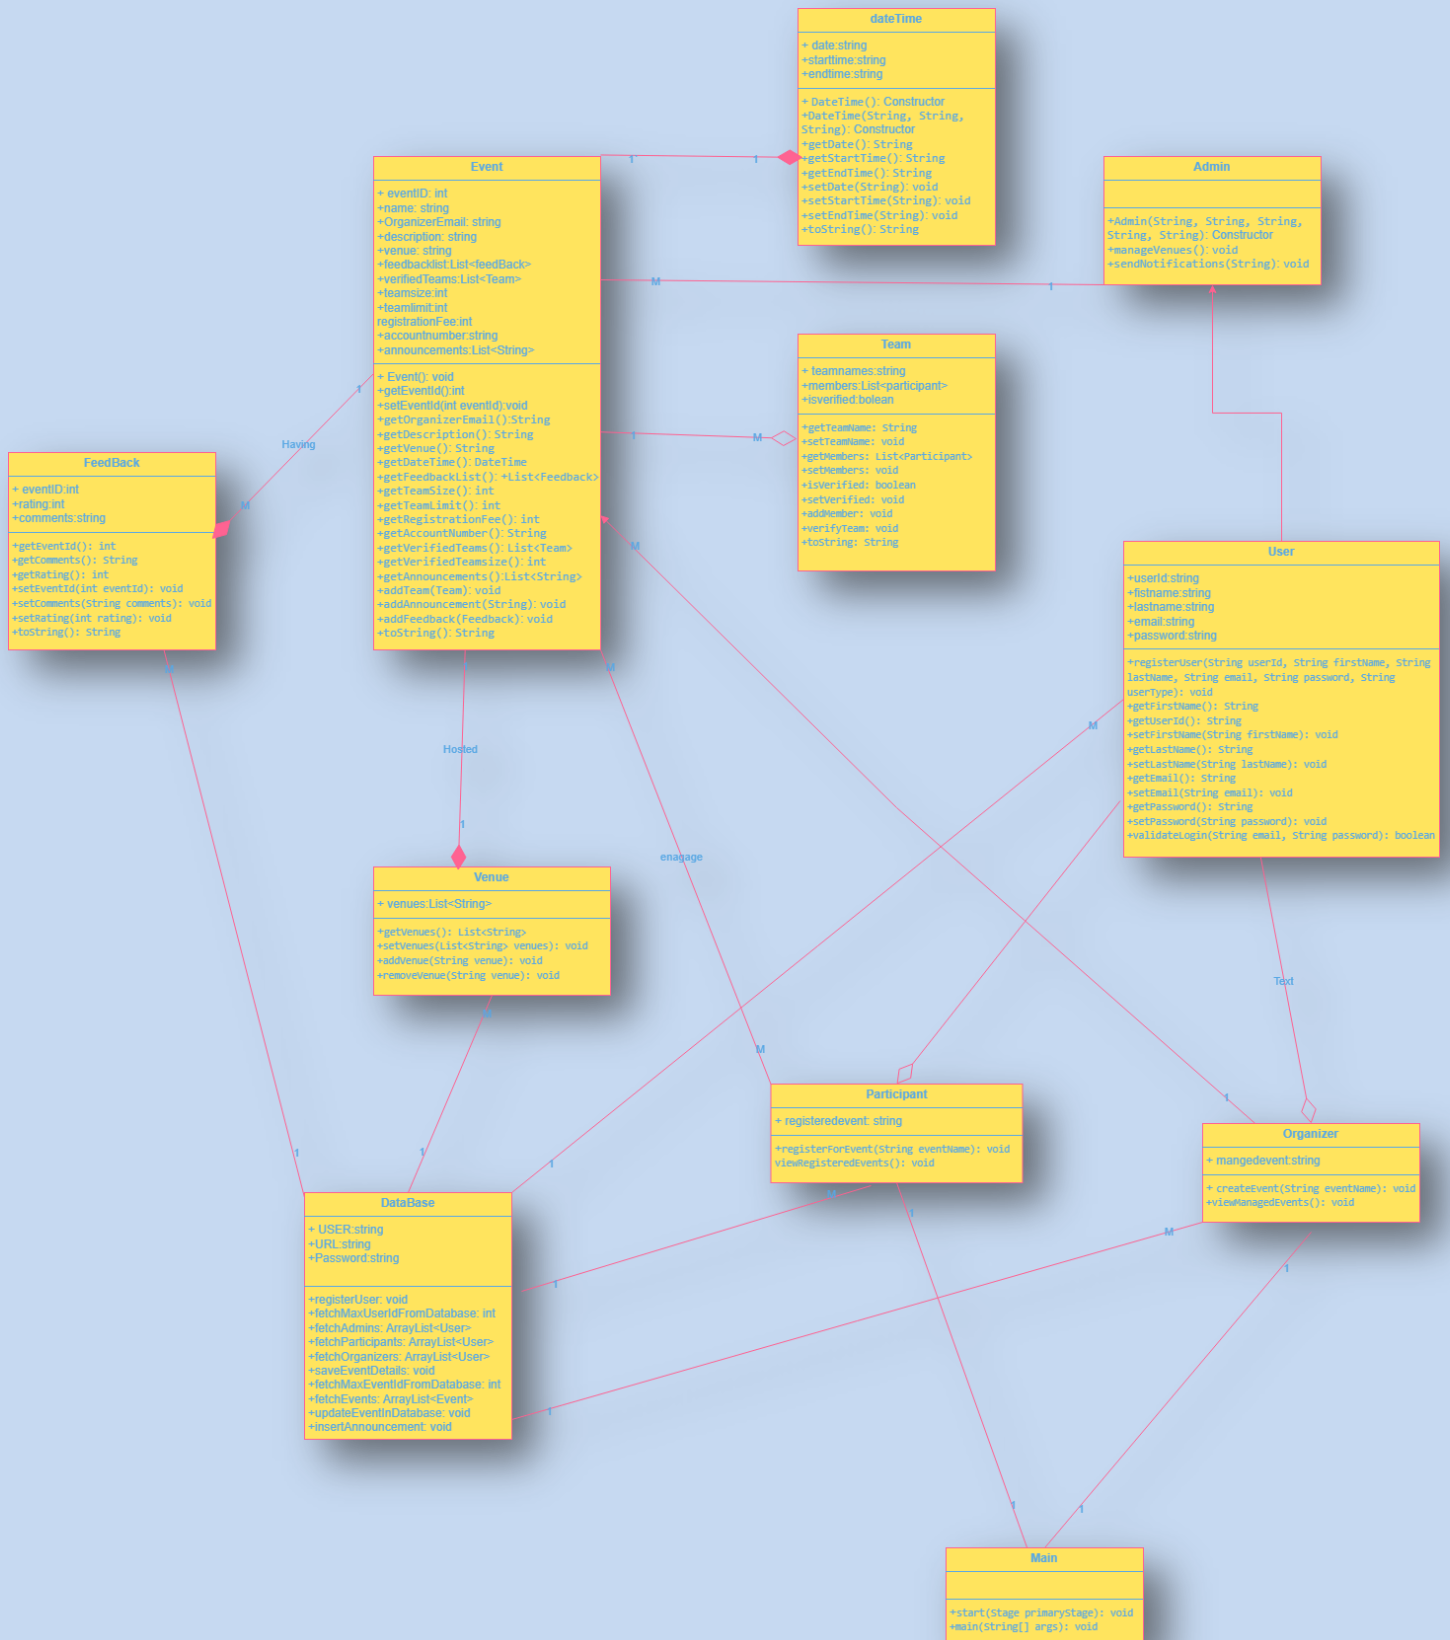 dateTime
+ date:string
+starttime:string
+endtime:string
+ DateTime(): Constructor
+DateTime(String, String,
String): Constructor
+getDate(): String
+getStartTime(): String
+getEndTime(): String
+setDate(String): void
+setStartTime(String): void
+setEndTime(String): void
+toString(): String
1
1
Event
+ eventID: int
+name: string
+OrganizerEmail: string
+description: string
+venue: string
+feedbacklist:List<feedBack>
+verifiedTeams:List<Team>
+teamsize:int
+teamlimit:int
registrationFee:int
+accountnumber:string
+announcements:List<String>
+ Event(): void
+getEventId():int
+setEventId(int eventId):void
+getOrganizerEmail():String
+getDescription(): String
+getVenue(): String
+getDateTime(): DateTime
+getFeedbackList(): +List<Feedback>
+getTeamSize(): int
+getTeamLimit(): int
+getRegistrationFee(): int
+getAccountNumber(): String
+getVerifiedTeams(): List<Team>
+getVerifiedTeamsize(): int
+getAnnouncements():List<String>
+addTeam(Team): void
+addAnnouncement(String): void
+addFeedback(Feedback): void
+toString(): String
Admin
+Admin(String, String, String,
String, String): Constructor
+manageVenues(): void
+sendNotifications(String): void
M
1
Team
+ teamnames:string
+members:List<participant>
+isverified:bolean
+getTeamName: String
+setTeamName: void
+getMembers: List<Participant>
+setMembers: void
+isVerified: boolean
+setVerified: void
+addMember: void
+verifyTeam: void
+toString: String
1
M
1
Having
M
FeedBack
+ eventID:int
+rating:int
+comments:string
+getEventId(): int
+getComments(): String
+getRating(): int
+setEventId(int eventId): void
+setComments(String comments): void
+setRating(int rating): void
+toString(): String
M
M
M
User
+userId:string
+fistname:string
+lastname:string
+email:string
+password:string
+registerUser(String userId, String firstName, String
lastName, String email, String password, String
userType): void
+getFirstName(): String
+getUserId(): String
+setFirstName(String firstName): void
+getLastName(): String
+setLastName(String lastName): void
+getEmail(): String
+setEmail(String email): void
+getPassword(): String
+setPassword(String password): void
+validateLogin(String email, String password): boolean
M
Hosted
1
enagage
Venue
+ venues:List<String>
+getVenues(): List<String>
+setVenues(List<String> venues): void
+addVenue(String venue): void
+removeVenue(String venue): void
M
Text
M
1
Participant
+ registeredevent: string
+registerForEvent(String eventName): void
viewRegisteredEvents(): void
Organizer
+ mangedevent:string
+ createEvent(String eventName): void
+viewManagedEvents(): void
1
1
1
M
1
M
1
DataBase
+ USER:string
+URL:string
+Password:string
+registerUser: void
+fetchMaxUserIdFromDatabase: int
+fetchAdmins: ArrayList<User>
+fetchParticipants: ArrayList<User>
+fetchOrganizers: ArrayList<User>
+saveEventDetails: void
+fetchMaxEventIdFromDatabase: int
+fetchEvents: ArrayList<Event>
+updateEventInDatabase: void
+insertAnnouncement: void
1
1
1
1
Main
+start(Stage primaryStage): void
+main(String[] args): void